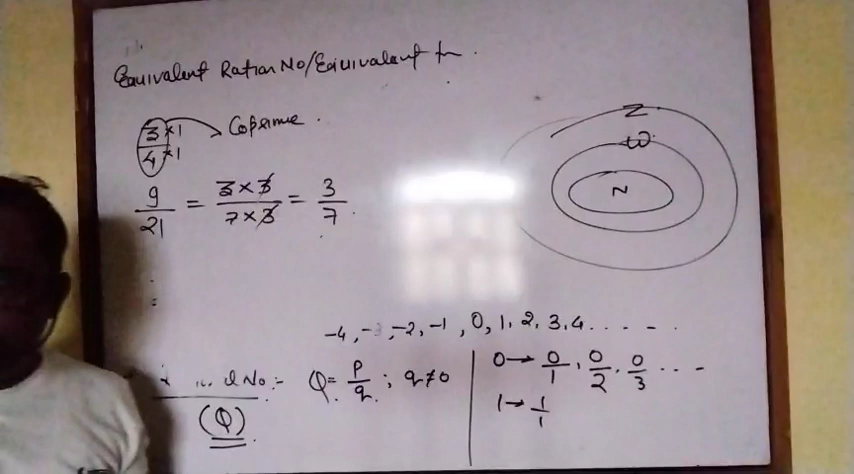 Equivalent Ration No/Equivalent fn.
3×1 → Coprime.
4×1
9/21 = 3×3/7×3 = 3/7.
Z
W
N
-4, -3, -2, -1, 0, 1, 2, 3, 4. . . . - .
No:- Q = p/q ; q≠0
(Q)
0→ 0/1, 0/2, 0/3 ...
1→ 1/1